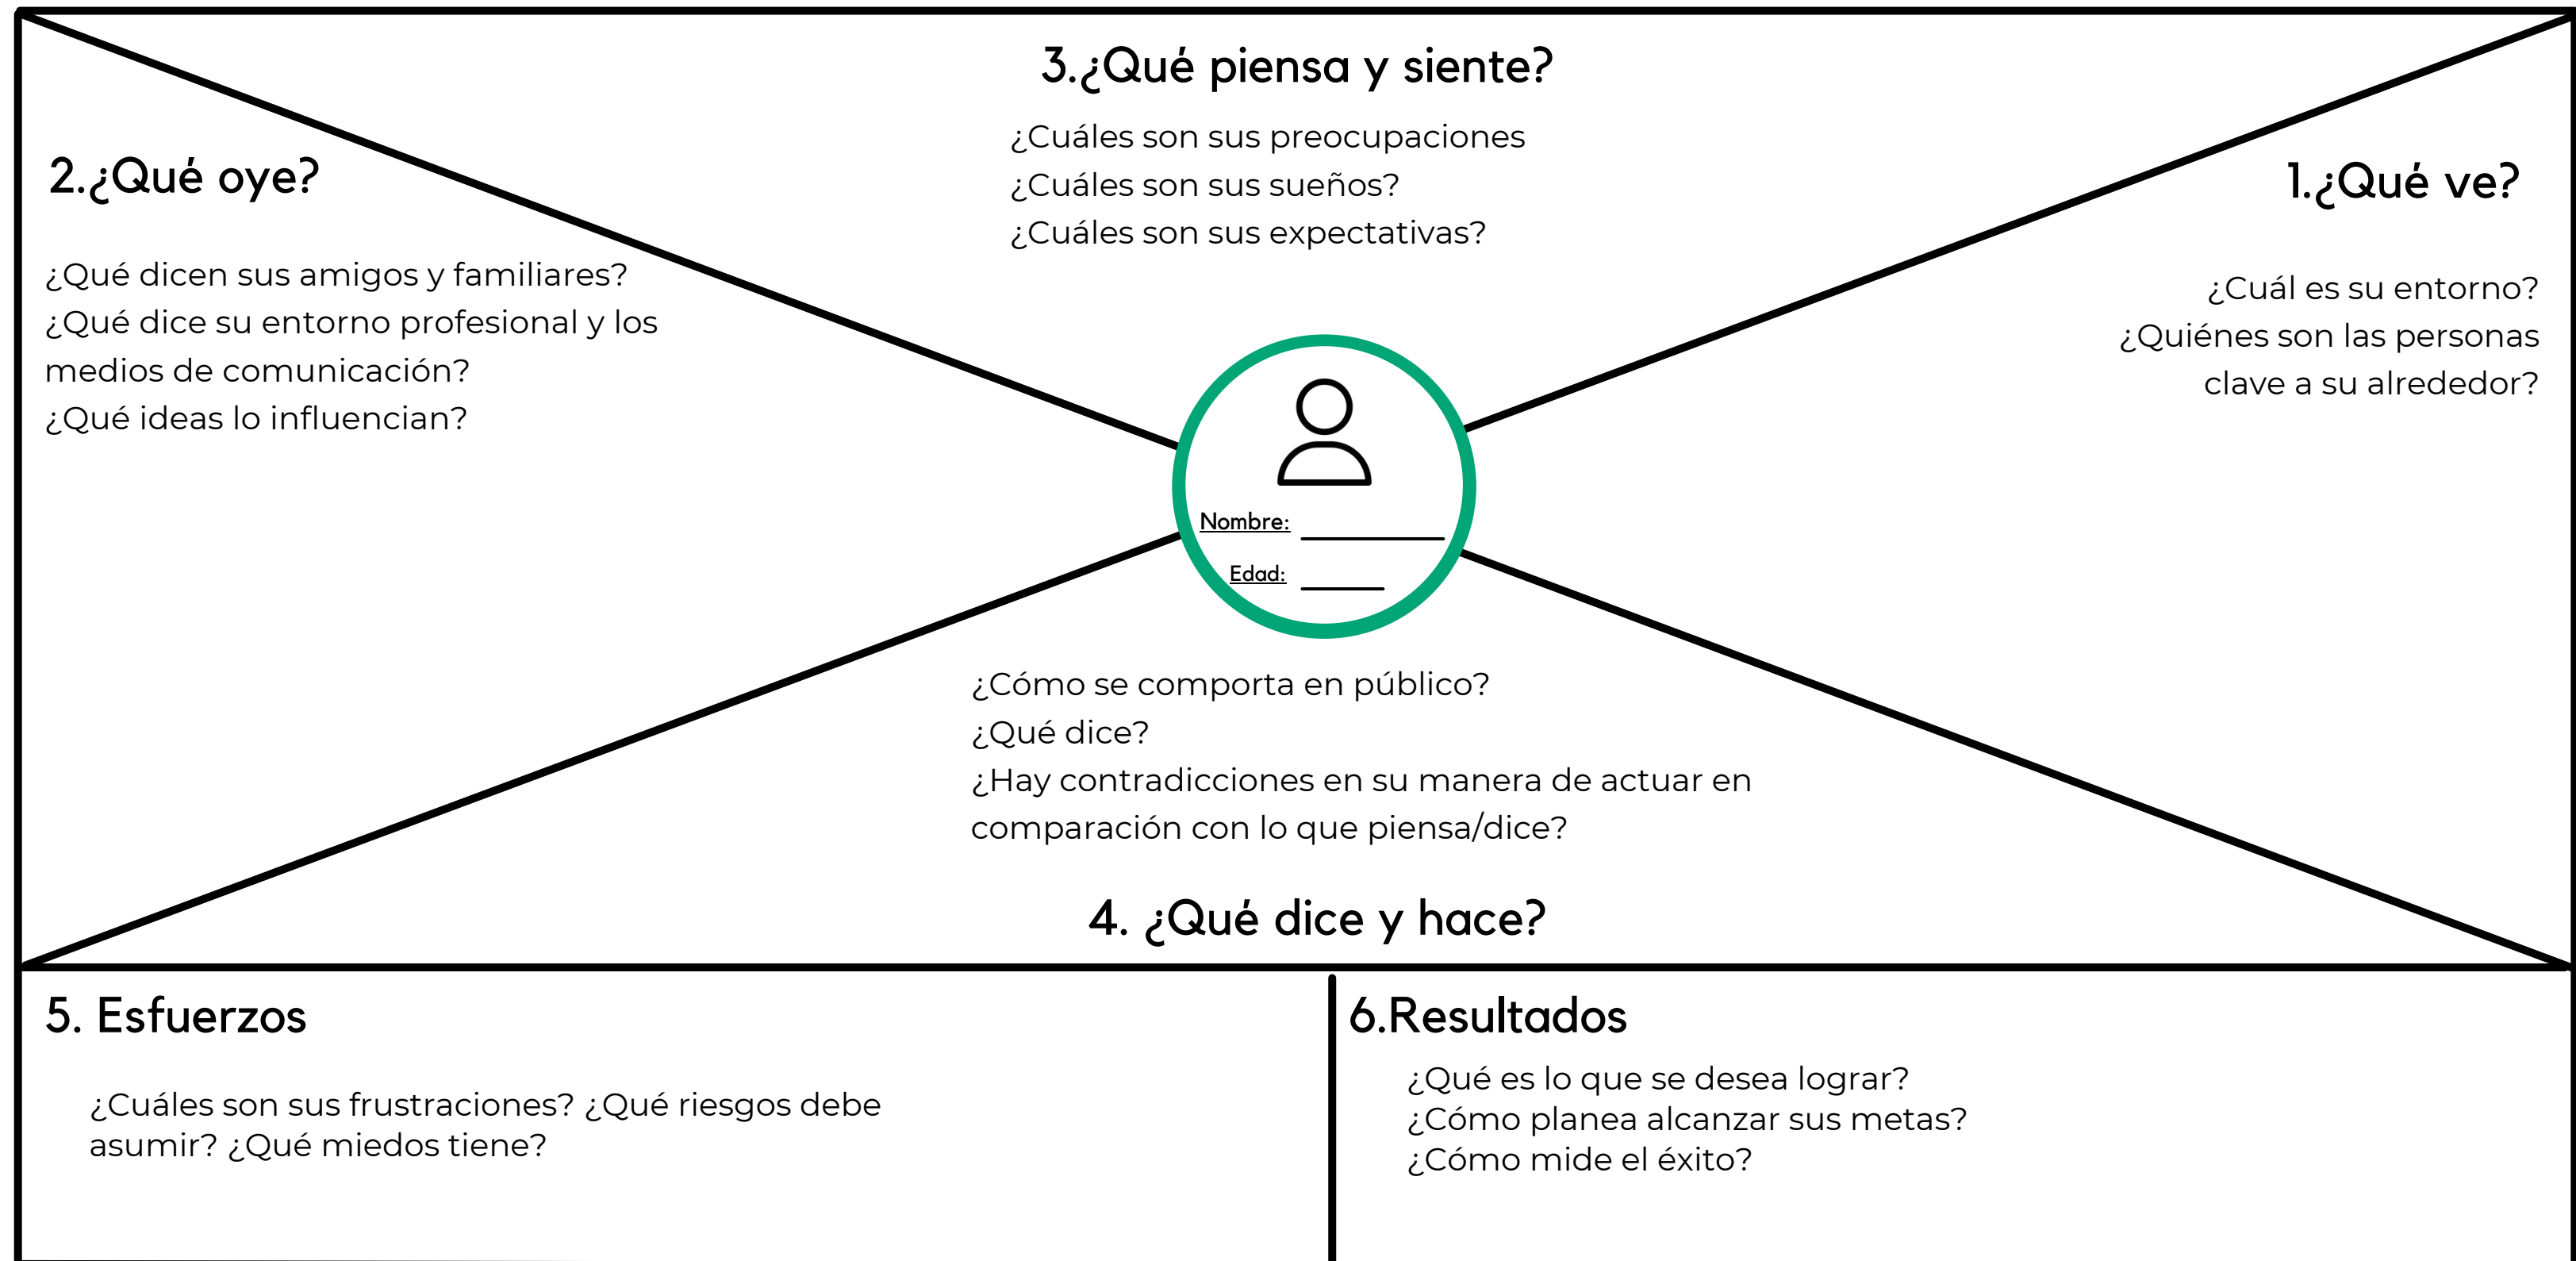 3.¿Qué piensa y siente?
¿Cuáles son sus preocupaciones
¿Cuáles son sus sueños?
¿Cuáles son sus expectativas?
2.¿Qué oye?
¿Qué dicen sus amigos y familiares?
¿Qué dice su entorno profesional y los
medios de comunicación?
¿Qué ideas lo influencian?
1.¿Qué ve?
¿Cuál es su entorno?
¿Quiénes son las personas
clave a su alrededor?
Nombre:
Edad:
¿Cómo se comporta en público?
¿Qué dice?
¿Hay contradicciones en su manera de actuar en
comparación con lo que piensa/dice?
4. ¿Qué dice y hace?
5. Esfuerzos
¿Cuáles son sus frustraciones? ¿Qué riesgos debe
asumir? ¿Qué miedos tiene?
6.Resultados
¿Qué es lo que se desea lograr?
¿Cómo planea alcanzar sus metas?
¿Cómo mide el éxito?